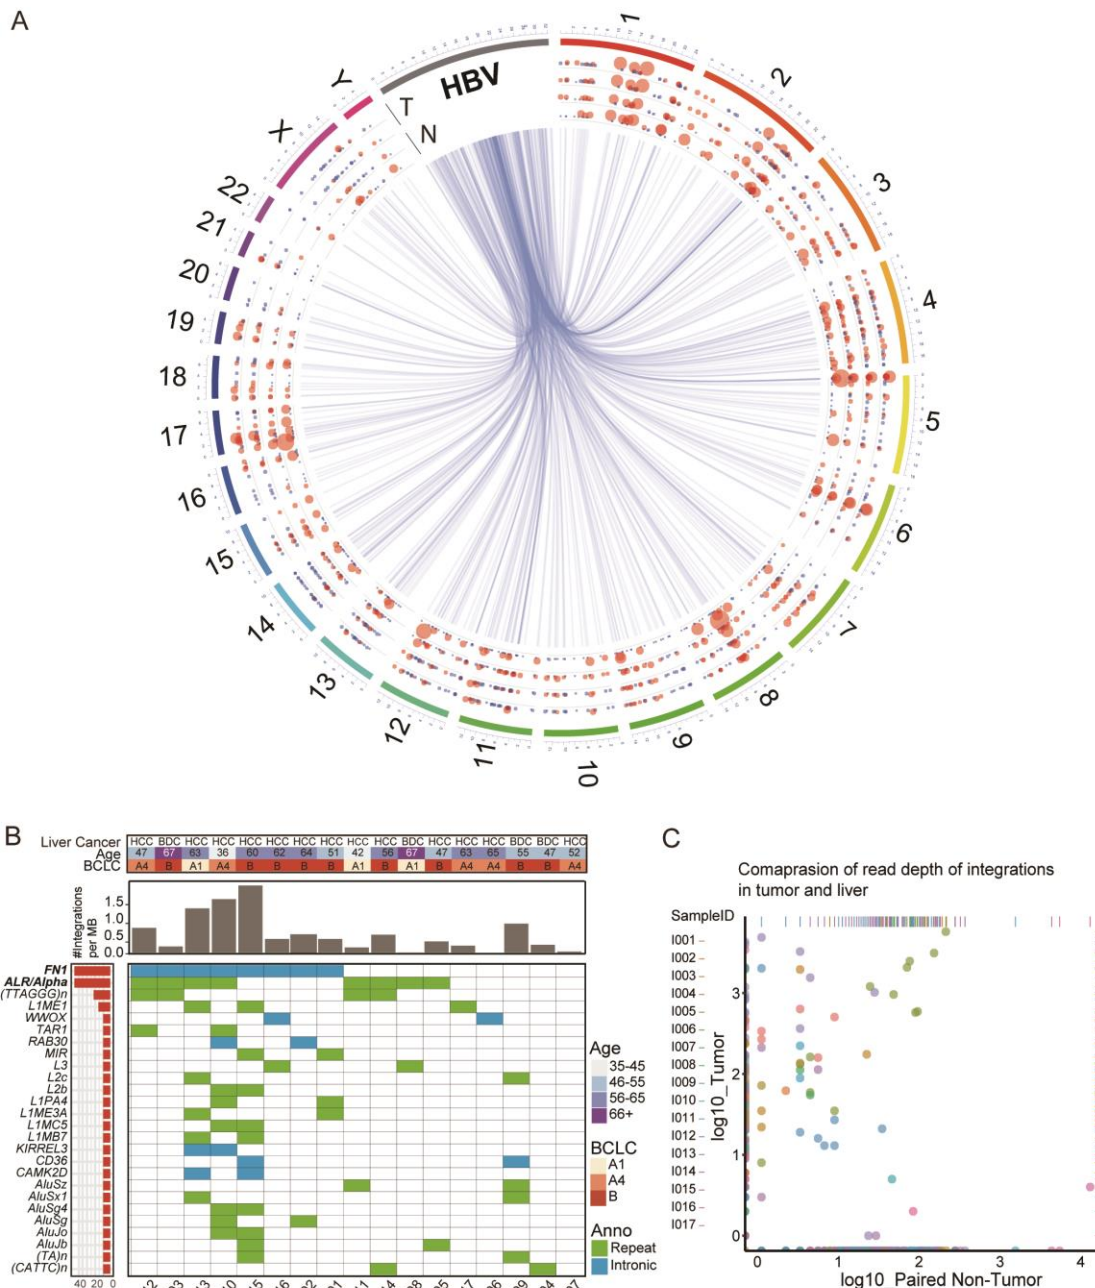 A
HBV
T
N
1
2
3
4
5
6
7
8
9
10
11
12
13
14
15
16
17
18
19
20
21
22
X
Y
B
Liver Cancer HCC BDC HCC HCC HCC HCC HCC HCC HCC HCC BDC HCC HCC HCC BDC BDC HCC
Age 47 67 63 36 60 62 64 51 42 56 67 47 63 65 55 47 52
BCLC A4 B A1 A4 B B B B A1 B A1 B A4 A4 B B A4
#Integrations
per MB
1.5
1.0
0.5
0.0
FN1
ALR/Alpha
(TTAGGG)n
L1ME1
WWOX
TAR1
RAB30
MIR
L3
L2c
L2b
L1PA4
L1ME3A
L1MC5
L1MB7
KIRREL3
CD36
CAMK2D
AluSz
AluSx1
AluSg4
AluSg
AluJo
AluJb
(TA)n
(CATTC)n
40 20 0
Age
35-45
46-55
56-65
66+
BCLC
A1
A4
B
Anno
Repeat
Intronic
C
Comaprasion of read depth of integrations
in tumor and liver
SampleID
I001
I002
I003
I004
I005
I006
I007
I008
I009
I010
I011
I012
I013
I014
I015
I016
I017
log10_Tumor
3
2
1
0
0 1 2 3 4
log10_Paired Non-Tumor